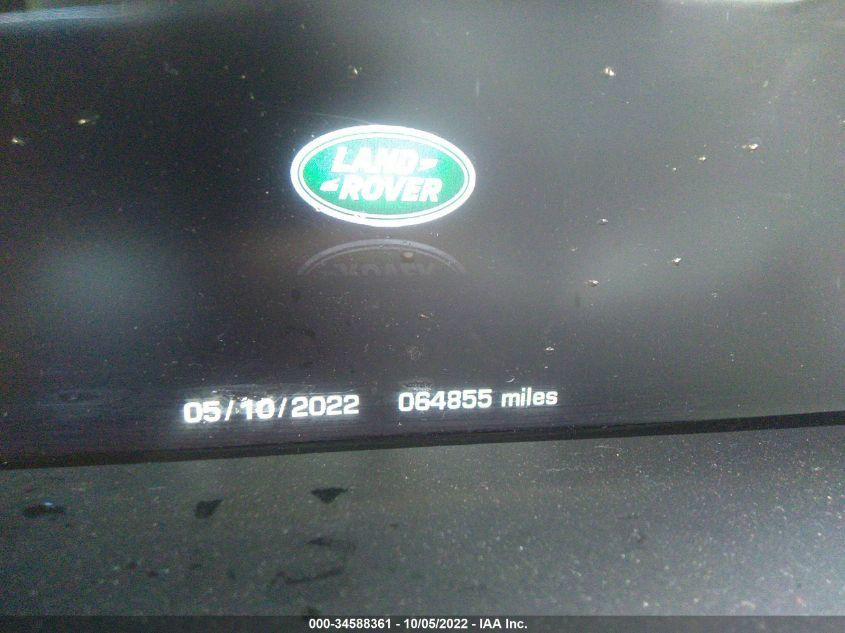 LAND
ROVER
05/10/2022 064855 miles
000-34588361 - 10/05/2022 - IAA Inc.